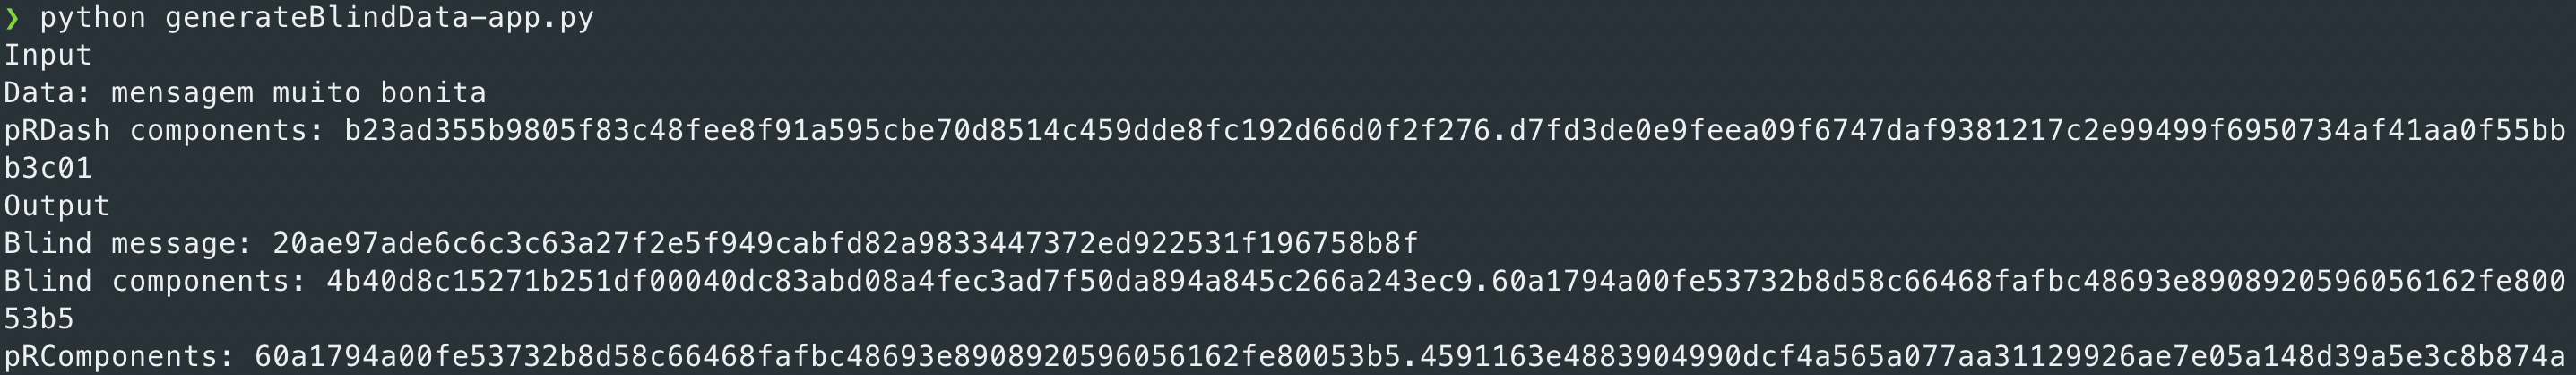 ❯ python generateBlindData-app.py
Input
Data: mensagem muito bonita
pRDash components: b23ad355b9805f83c48fee8f91a595cbe70d8514c459dde8fc192d66d0f2f276.d7fd3de0e9feea09f6747daf9381217c2e99499f6950734af41aa0f55bb
b3c01
Output
Blind message: 20ae97ade6c6c3c63a27f2e5f949cabfd82a9833447372ed922531f196758b8f
Blind components: 4b40d8c15271b251df00040dc83abd08a4fec3ad7f50da894a845c266a243ec9.60a1794a00fe53732b8d58c66468fafbc48693e8908920596056162fe800
53b5
pRComponents: 60a1794a00fe53732b8d58c66468fafbc48693e8908920596056162fe80053b5.4591163e4883904990dcf4a565a077aa31129926ae7e05a148d39a5e3c8b874a